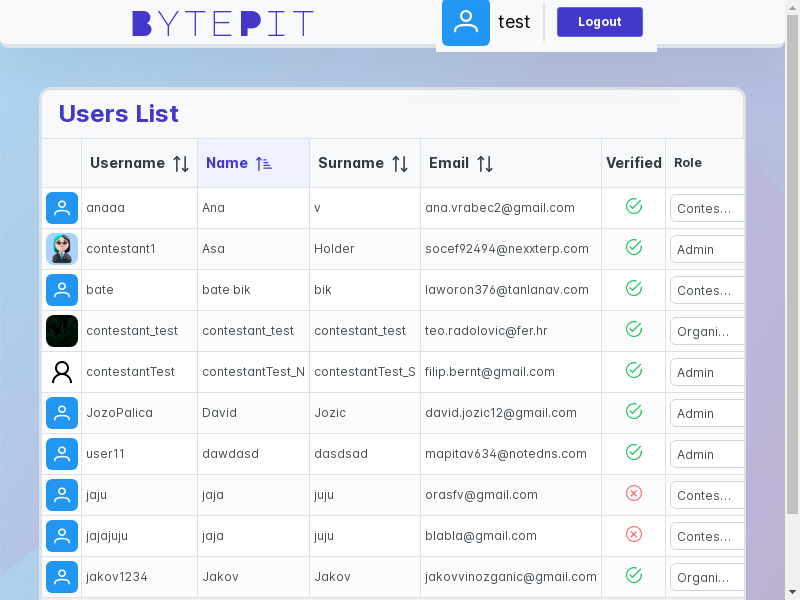 BYTEPIT
test
Logout
Users List
Username Name Surname Email Verified Role
anaaa Ana v ana.vrabec2@gmail.com Contes...
contestant1 Asa Holder socef92494@nexxterp.com Admin
bate bate bik bik laworon376@tanlanav.com Contes...
contestant_test contestant_test contestant_test teo.radolovic@fer.hr Organi...
contestantTest contestantTest_N contestantTest_S filip.bernt@gmail.com Admin
JozoPalica David Jozic david.jozic12@gmail.com Admin
user11 dawdasd dasdsad mapitav634@notedns.com Admin
jaju jaja juju orasfv@gmail.com Contes...
jajajuju jaja juju blabla@gmail.com Contes...
jakov1234 Jakov Jakov jakovvinozganic@gmail.com Organi...